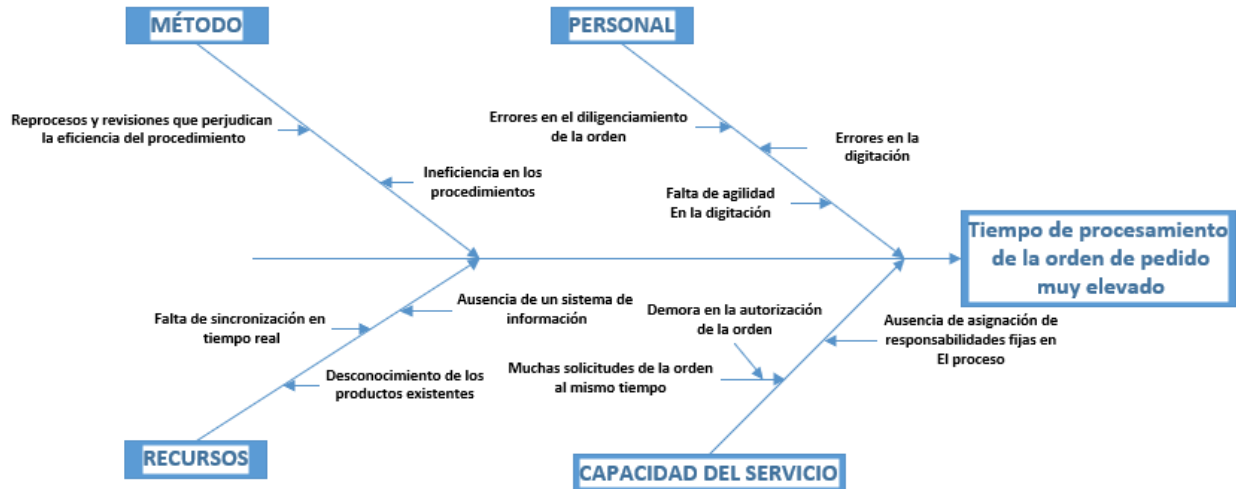 MÉTODO
PERSONAL
Reprocesos y revisiones que perjudican
la eficiencia del procedimiento
Ineficiencia en los
procedimientos
Errores en el diligenciamiento
de la orden
Errores en la
digitación
Falta de agilidad
En la digitación
Tiempo de procesamiento
de la orden de pedido
muy elevado
Falta de sincronización en
tiempo real
Ausencia de un sistema de
información
Desconocimiento de los
productos existentes
Demora en la autorización
de la orden
Muchas solicitudes de la orden
al mismo tiempo
Ausencia de asignación de
responsabilidades fijas en
El proceso
RECURSOS
CAPACIDAD DEL SERVICIO